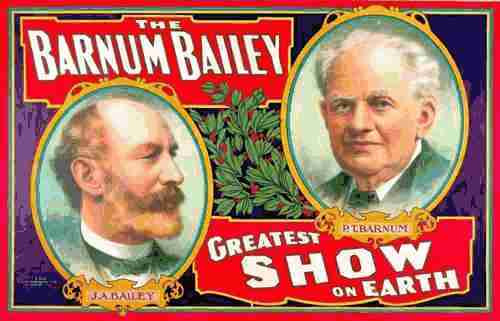 THE
BARNUM BAILEY
P.T. BARNUM
GREATEST
SHOW
ON EARTH
J.A. BAILEY